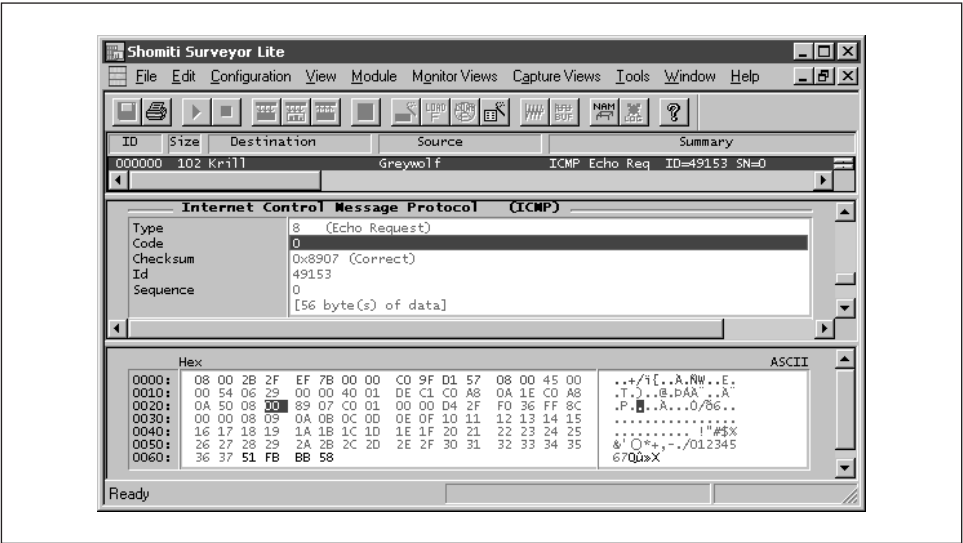 Shomiti Surveyor Lite
File Edit Configuration View Module Monitor Views Capture Views Tools Window Help
ID Size Destination Source Summary
000000 102 Krill Greywolf ICMP Echo Req ID=49153 SN=0
Internet Control Message Protocol (ICMP)
Type 8 (Echo Request)
Code 0
Checksum 0x8907 (Correct)
Id 49153
Sequence 0
[56 byte(s) of data]
Hex ASCII
0000: 08 00 2B 2F EF 7B 00 00 C0 9F D1 57 08 00 45 00 ..+/ï{..À.ÑW..E.
0010: 00 54 06 29 00 00 40 01 DE C1 C0 A8 0A 1E C0 A8 .T.)..@.ÞÁÀ¨..À¨
0020: 0A 50 08 00 89 07 C0 01 00 00 D4 2F F0 36 FF 8C
0030: 00 00 08 09 0A 0B 0C 0D 0E 0F 10 11 12 13 14 15 ................
0040: 16 17 18 19 1A 1B 1C 1D 1E 1F 20 21 22 23 24 25 .......... !"#$%
0050: 26 27 28 29 2A 2B 2C 2D 2E 2F 30 31 32 33 34 35 &'()*+,-./012345
0060: 36 37 51 FB BB 58 67Qû»X
Ready